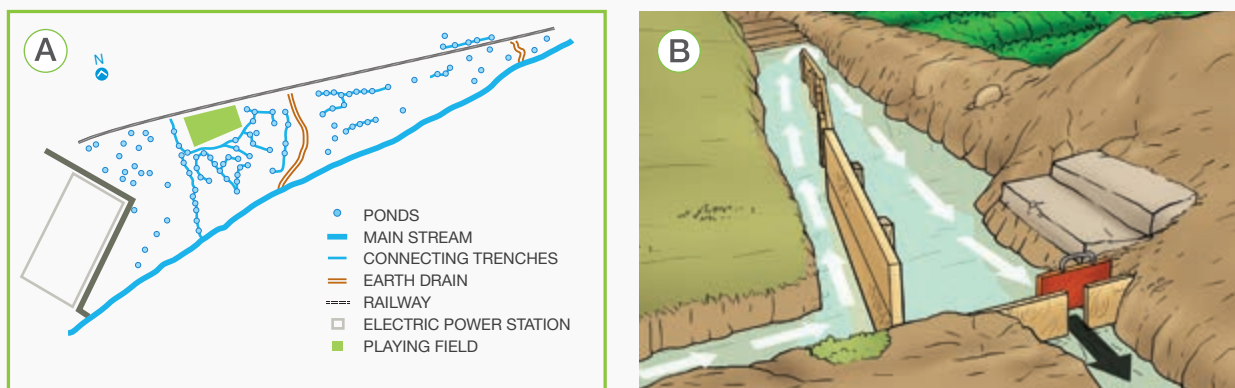 A
N
PONDS
MAIN STREAM
CONNECTING TRENCHES
EARTH DRAIN
RAILWAY
ELECTRIC POWER STATION
PLAYING FIELD
B